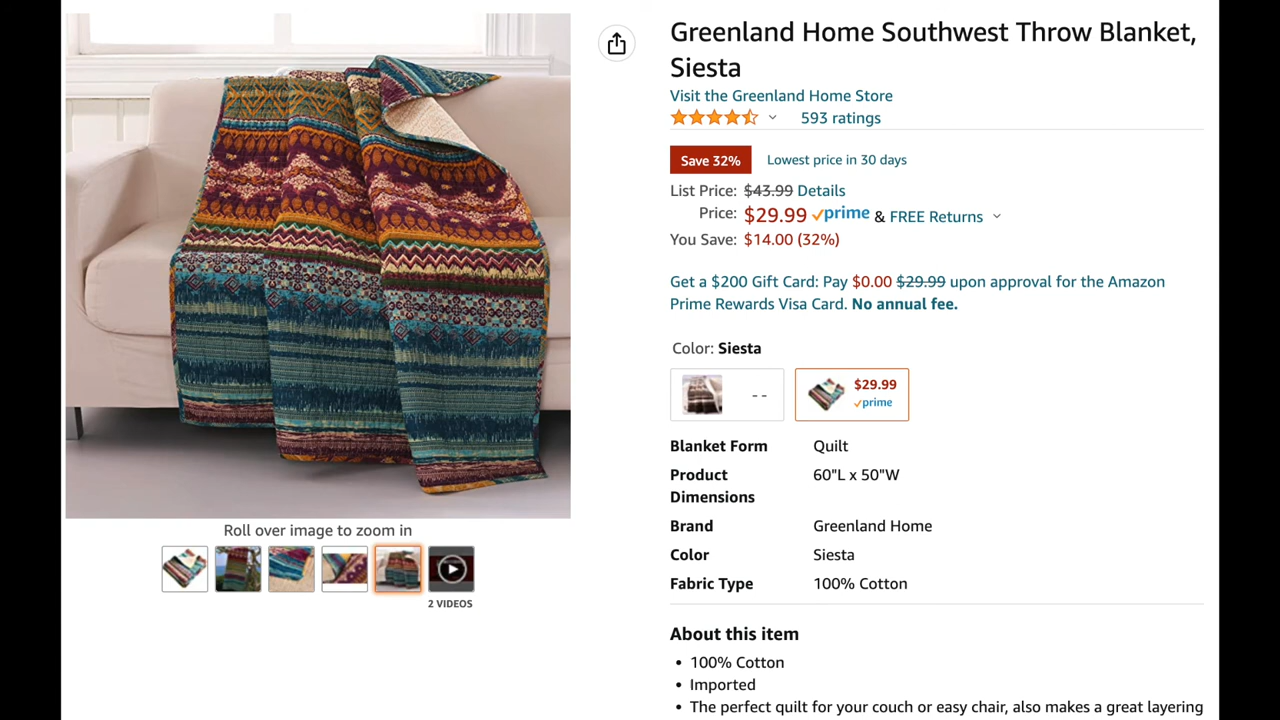 Greenland Home Southwest Throw Blanket,
Siesta
Visit the Greenland Home Store
593 ratings
Save 32% Lowest price in 30 days
List Price: $43.99 Details
Price: $29.99 prime & FREE Returns
You Save: $14.00 (32%)
Get a $200 Gift Card: Pay $0.00 $29.99 upon approval for the Amazon
Prime Rewards Visa Card. No annual fee.
Color: Siesta
- -
$29.99
prime
Blanket Form Quilt
Product 60"L x 50"W
Dimensions
Brand Greenland Home
Color Siesta
Fabric Type 100% Cotton
About this item
• 100% Cotton
• Imported
• The perfect quilt for your couch or easy chair, also makes a great layering
Roll over image to zoom in
2 VIDEOS